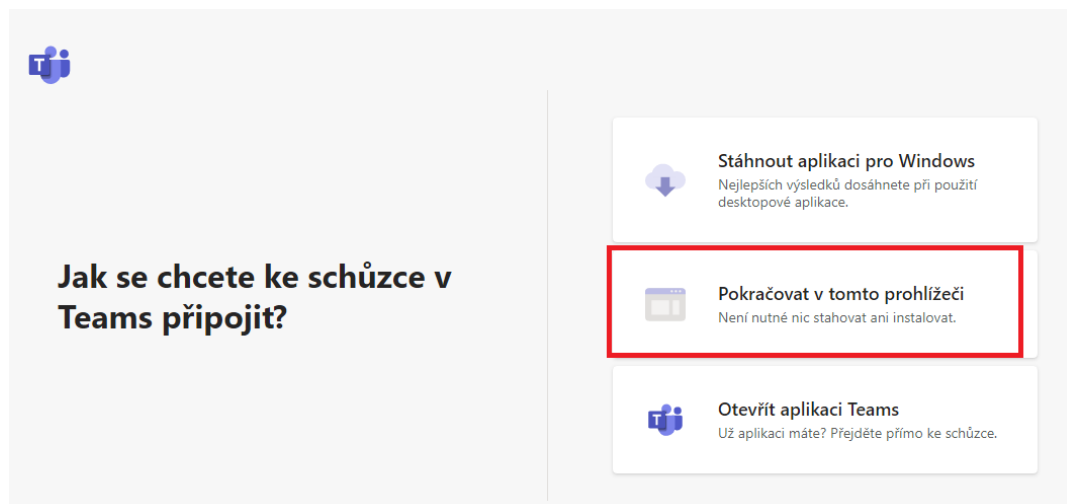 Jak se chcete ke schůzce v
Teams připojit?
Stáhnout aplikaci pro Windows
Nejlepších výsledků dosáhnete při použití
desktopové aplikace.
Pokračovat v tomto prohlížeči
Není nutné nic stahovat ani instalovat.
Otevřít aplikaci Teams
Už aplikaci máte? Přejděte přímo ke schůzce.